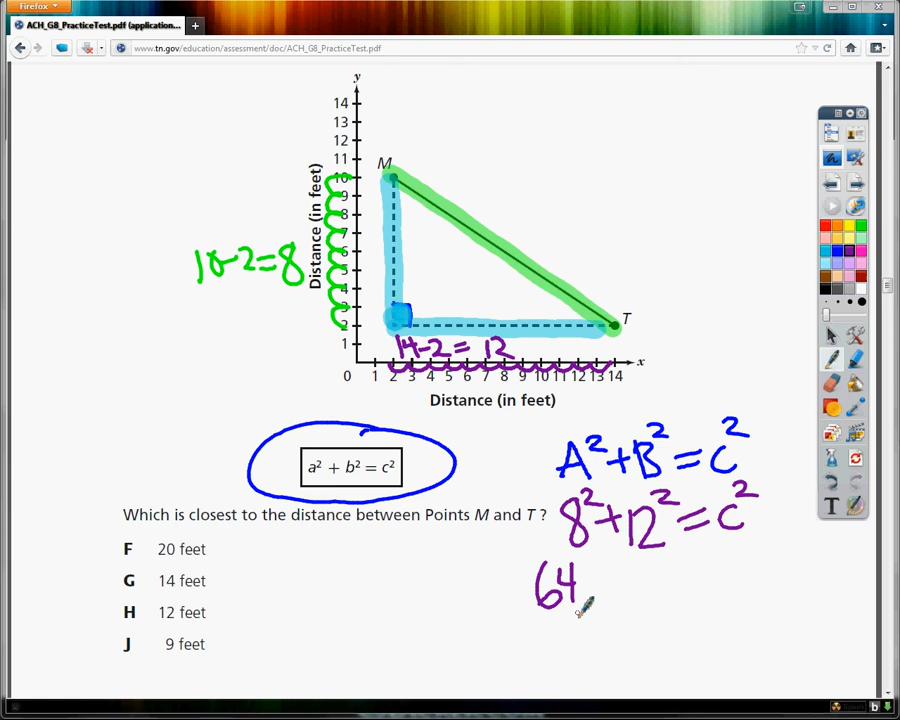 Firefox
ACH_G8_PracticeTest.pdf (application...
www.tn.gov/education/assessment/doc/ACH_G8_PracticeTest.pdf
y
14
13
12
11
10
9
8
7
6
5
4
3
2
1
0
1 2 3 4 5 6 7 8 9 10 11 12 13 14
x
Distance (in feet)
Distance (in feet)
M
T
10-2=8
14-2=12
a² + b² = c²
A²+B²=C²
8²+12²=C²
64
Which is closest to the distance between Points M and T ?
F 20 feet
G 14 feet
H 12 feet
J 9 feet
T
b